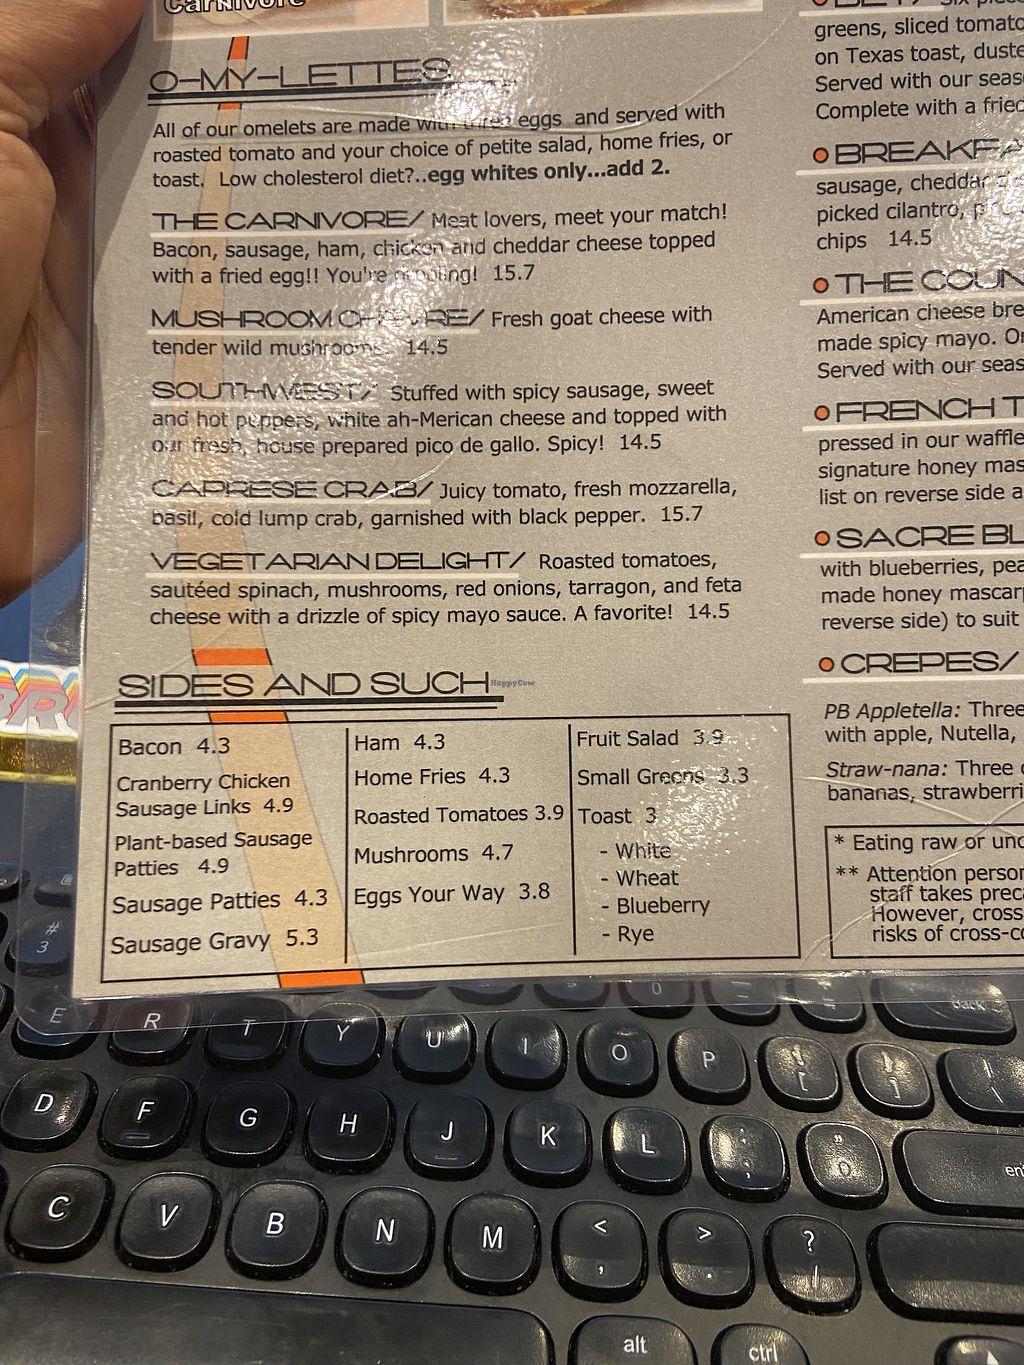 Carnivore
O-MY-LETTES
All of our omelets are made with three eggs and served with
roasted tomato and your choice of petite salad, home fries, or
toast. Low cholesterol diet?..egg whites only...add 2.
THE CARNIVORE/ Meat lovers, meet your match!
Bacon, sausage, ham, chicken and cheddar cheese topped
with a fried egg!! You're drooling! 15.7
MUSHROOM CHEVRE/ Fresh goat cheese with
tender wild mushrooms. 14.5
SOUTHWEST/ Stuffed with spicy sausage, sweet
and hot peppers, white ah-Merican cheese and topped with
our fresh, house prepared pico de gallo. Spicy! 14.5
CAPRESE CRAB/ Juicy tomato, fresh mozzarella,
basil, cold lump crab, garnished with black pepper. 15.7
VEGETARIAN DELIGHT/ Roasted tomatoes,
sautéed spinach, mushrooms, red onions, tarragon, and feta
cheese with a drizzle of spicy mayo sauce. A favorite! 14.5
SIDES AND SUCH
HappyCow
Bacon 4.3
Cranberry Chicken
Sausage Links 4.9
Plant-based Sausage
Patties 4.9
Sausage Patties 4.3
Sausage Gravy 5.3
Ham 4.3
Home Fries 4.3
Roasted Tomatoes 3.9
Mushrooms 4.7
Eggs Your Way 3.8
Fruit Salad 3.9
Small Greens 3.3
Toast 3
- White
- Wheat
- Blueberry
- Rye
greens, sliced tomato
on Texas toast, duste
Served with our seas
Complete with a fried
BREAKFA
sausage, cheddar
picked cilantro,
chips 14.5
THE COUN
American cheese bre
made spicy mayo. Or
Served with our seas
FRENCH T
pressed in our waffle
signature honey mas
list on reverse side a
SACRE BL
with blueberries, pea
made honey mascarp
reverse side) to suit
CREPES/
PB Appletella: Three
with apple, Nutella,
Straw-nana: Three c
bananas, strawberri
* Eating raw or und
** Attention person
staff takes preca
However, cross
risks of cross-co
# 3
0
back
E R T Y U I O P [ ]
D F G H J K L : ; "
C V B N M < , > . ? /
alt ctrl